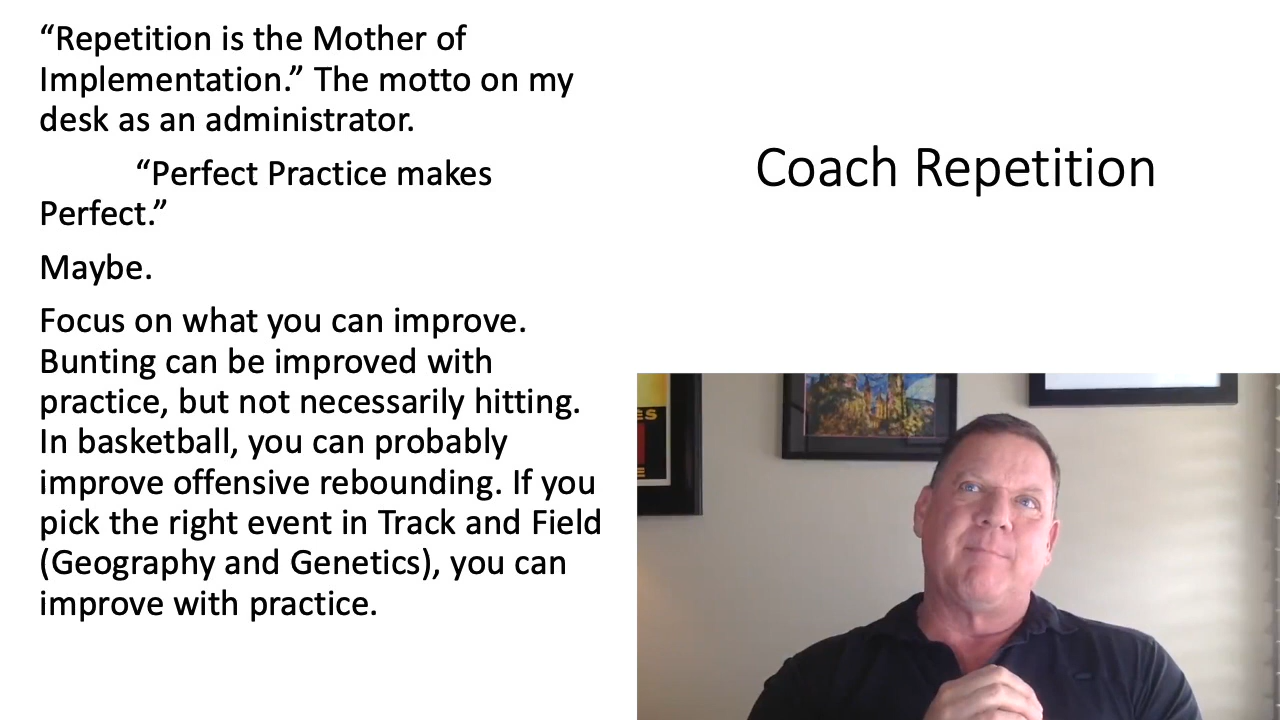 “Repetition is the Mother of
Implementation.” The motto on my
desk as an administrator.
“Perfect Practice makes
Perfect.”
Maybe.
Focus on what you can improve.
Bunting can be improved with
practice, but not necessarily hitting.
In basketball, you can probably
improve offensive rebounding. If you
pick the right event in Track and Field
(Geography and Genetics), you can
improve with practice.
Coach Repetition